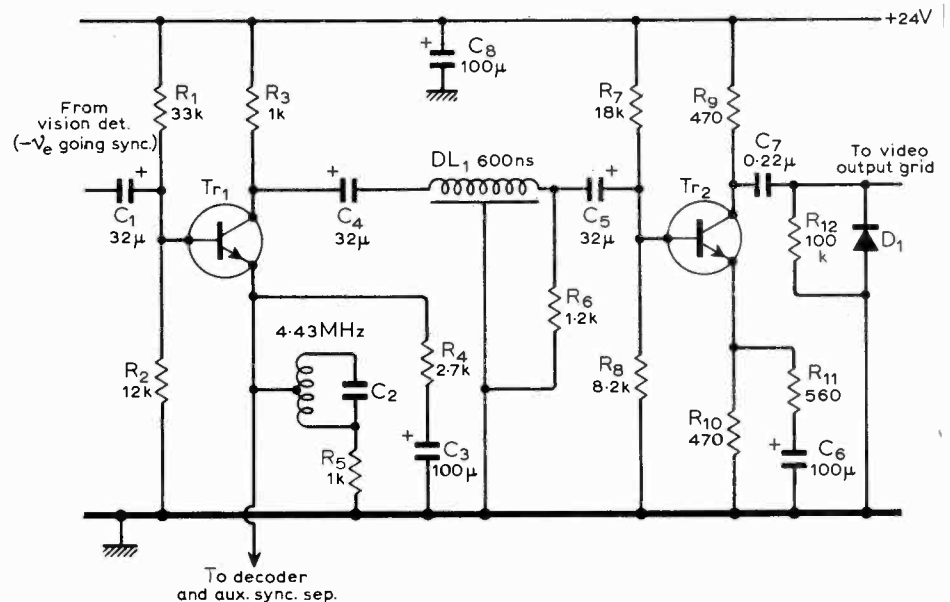 +24V
C8
100μ
+
R1
33k
R3
1k
R7
18k
R9
470
From
vision det.
(-ve going sync.)
+
C1
32μ
Tr1
+
C4
32μ
DL1 600ns
+
C5
32μ
Tr2
C7
0·22μ
To video
output grid
R12
100
k
D1
4·43MHz
R2
12k
C2
R5
1k
R4
2·7k
+
C3
100μ
R6
1.2k
R8
8.2k
R10
470
R11
560
+
C6
100μ
To decoder
and aux. sync. sep.